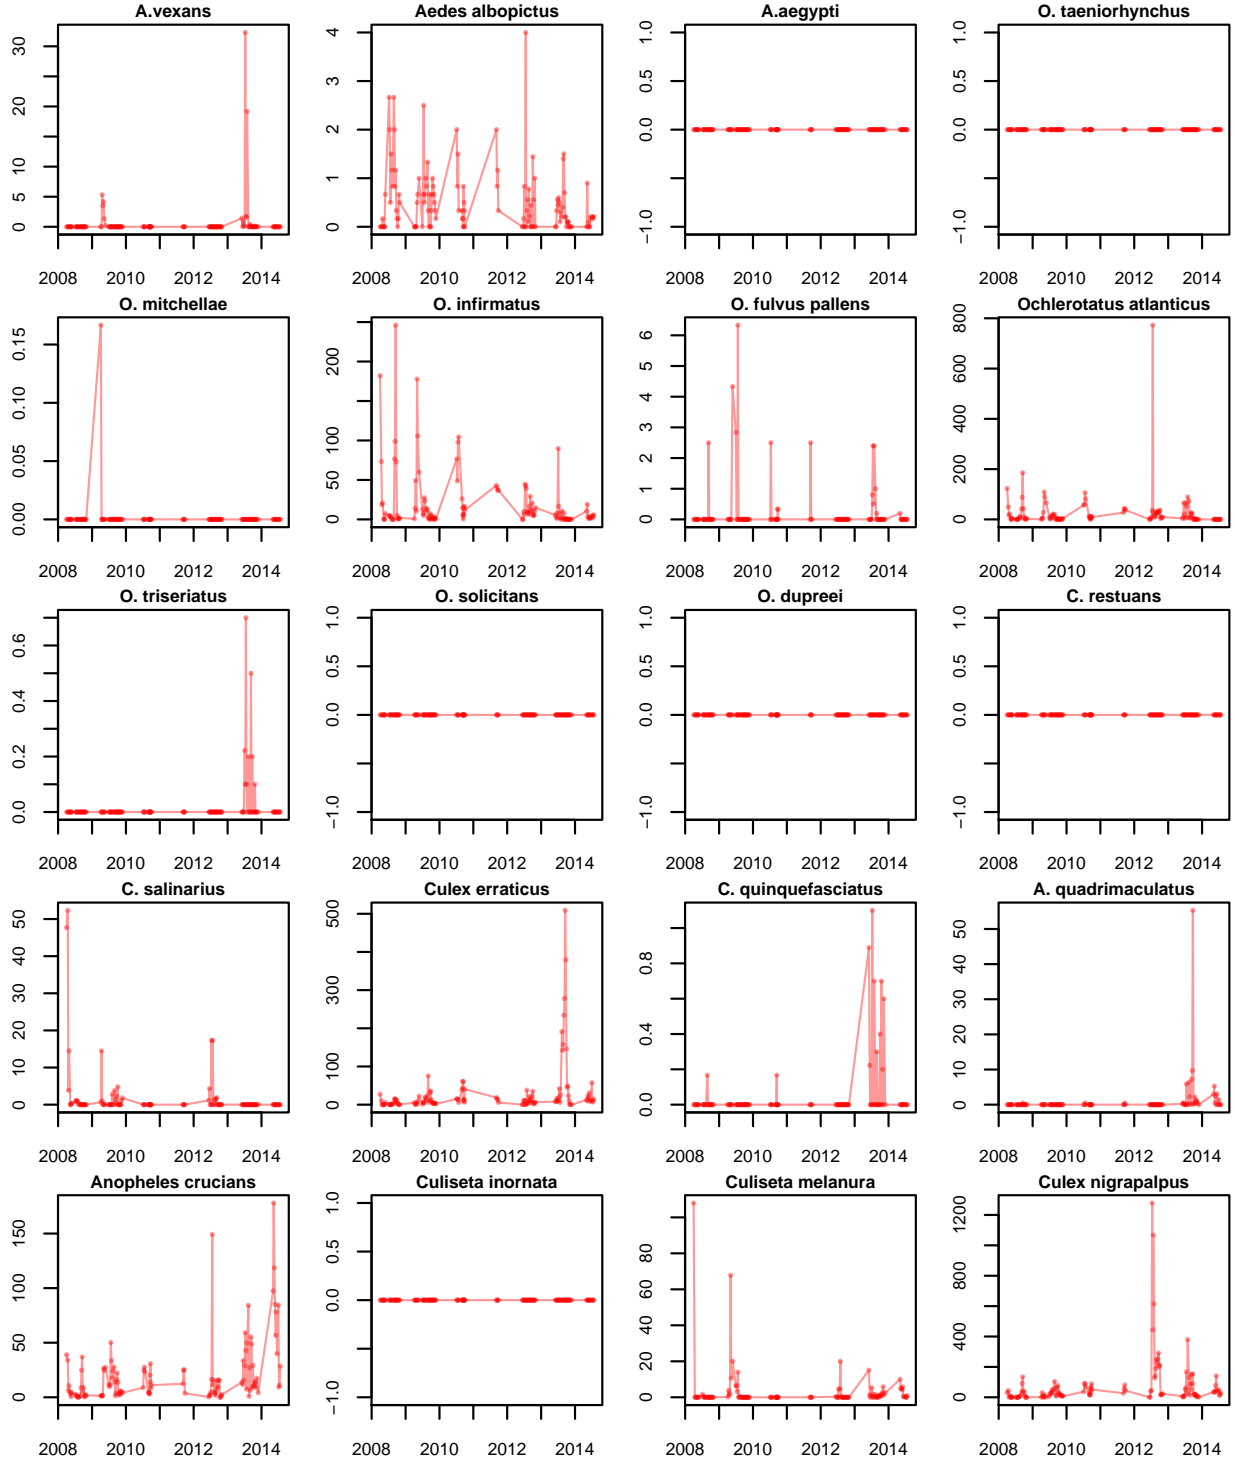 A.vexans
Aedes albopictus
A.aegypti
O. taeniorhynchus
30
20
10
5
0
4
3
2
1
0
1.0
0.5
0.0
−1.0
1.0
0.5
0.0
−1.0
2008 2010 2012 2014
2008 2010 2012 2014
2008 2010 2012 2014
2008 2010 2012 2014
O. mitchellae
O. infirmatus
O. fulvus pallens
Ochlerotatus atlanticus
0.15
0.10
0.05
0.00
200
100
50
0
6
5
4
3
2
1
0
800
600
400
200
0
2008 2010 2012 2014
2008 2010 2012 2014
2008 2010 2012 2014
2008 2010 2012 2014
O. triseriatus
O. solicitans
O. dupreei
C. restuans
0.6
0.4
0.2
0.0
1.0
0.5
0.0
−1.0
1.0
0.5
0.0
−1.0
1.0
0.5
0.0
−1.0
2008 2010 2012 2014
2008 2010 2012 2014
2008 2010 2012 2014
2008 2010 2012 2014
C. salinarius
Culex erraticus
C. quinquefasciatus
A. quadrimaculatus
50
40
30
20
10
0
500
300
100
0
0.8
0.4
0.0
50
40
30
20
10
0
2008 2010 2012 2014
2008 2010 2012 2014
2008 2010 2012 2014
2008 2010 2012 2014
Anopheles crucians
Culiseta inornata
Culiseta melanura
Culex nigrapalpus
150
100
50
0
1.0
0.5
0.0
−1.0
80
60
40
20
0
1200
800
400
0
2008 2010 2012 2014
2008 2010 2012 2014
2008 2010 2012 2014
2008 2010 2012 2014